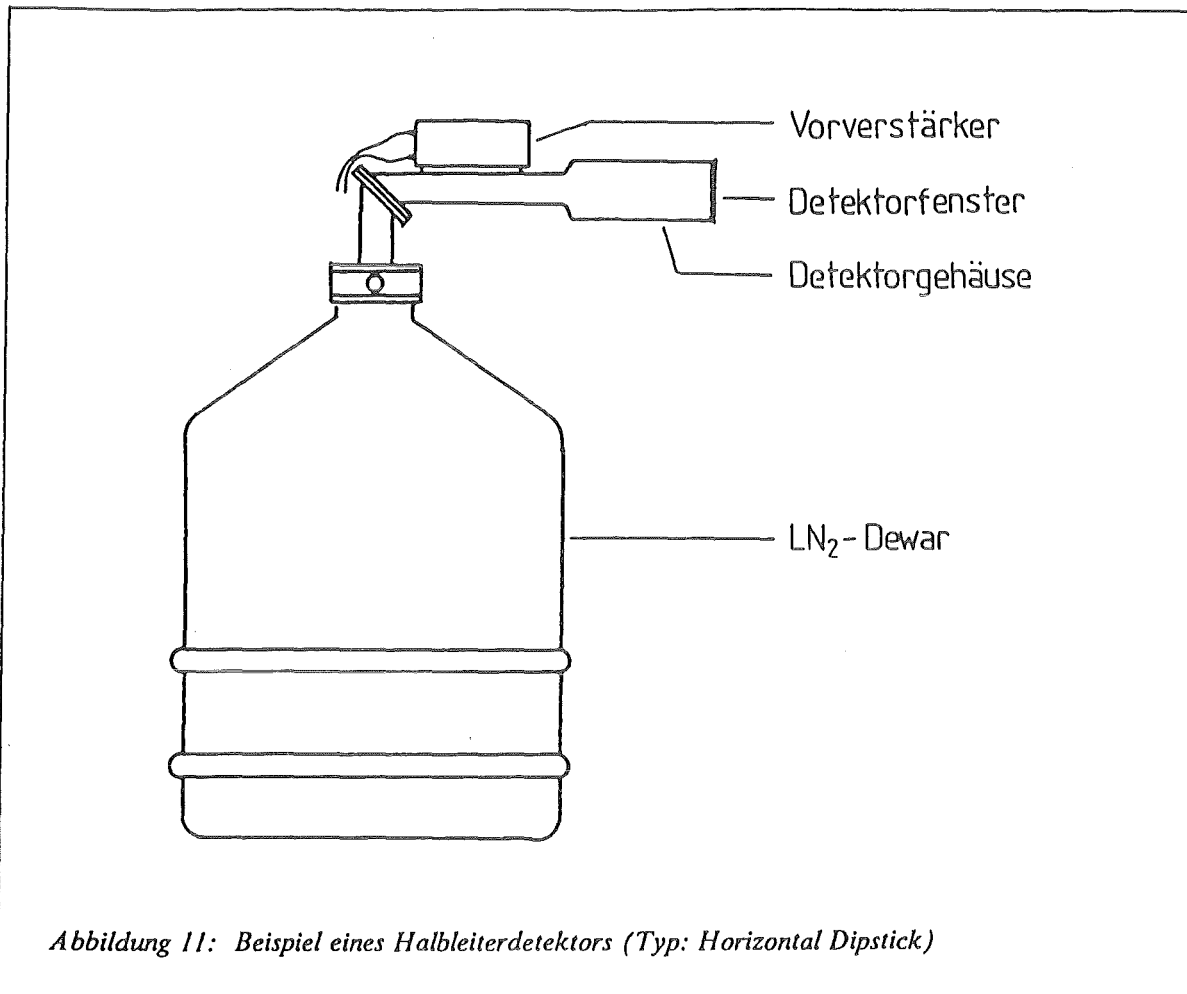 Vorverstärker
Detektorfenster
Detektorgehäuse
LN₂-Dewar
Abbildung 11: Beispiel eines Halbleiterdetektors (Typ: Horizontal Dipstick)